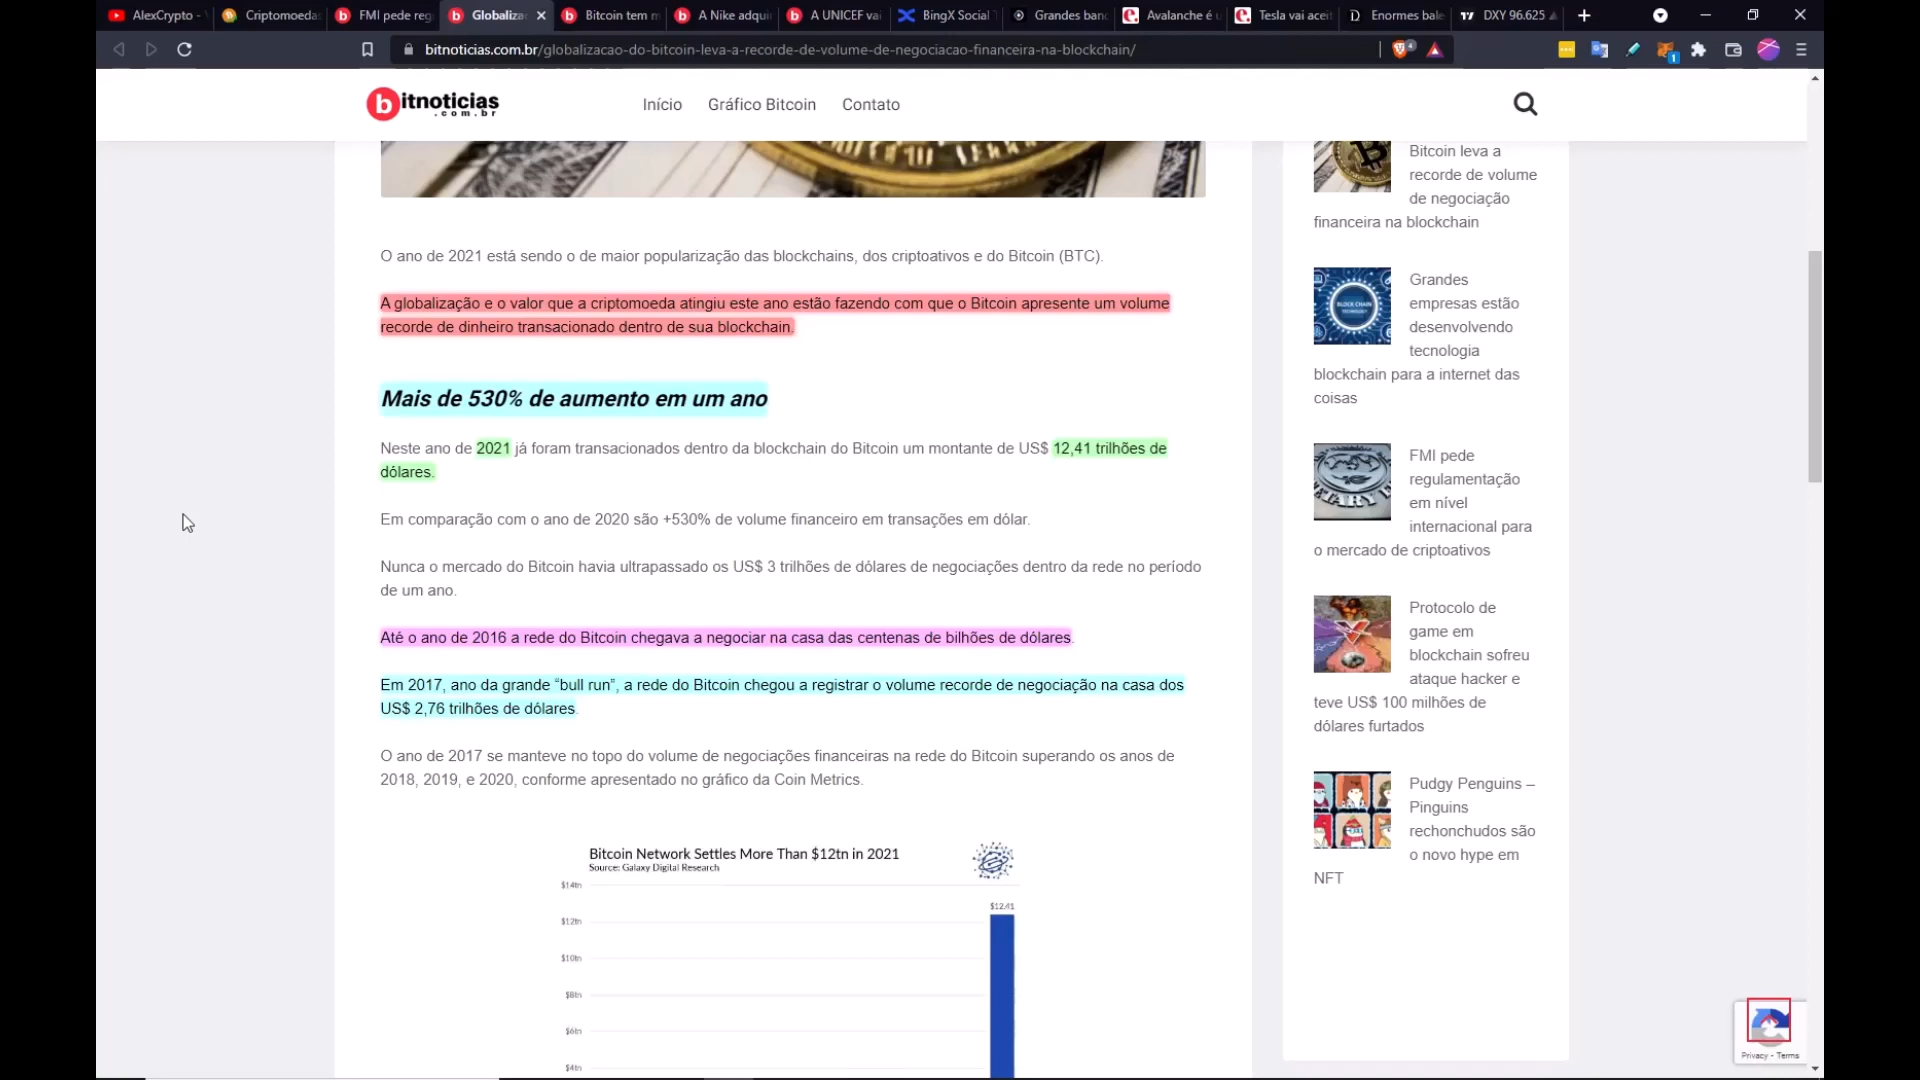 AlexCrypto -
Criptomoeda
FMI pede reg
Globaliza
Bitcoin tem m
A Nike adqui
A UNICEF vai
BingX Social T
Grandes banc
Avalanche é u
Tesla vai aceit
Enormes bale
DXY 96.625
bitnoticias.com.br/globalizacao-do-bitcoin-leva-a-recorde-de-volume-de-negociacao-financeira-na-blockchain/
4
1
bitnoticias
.com.br
Início
Gráfico Bitcoin
Contato
O ano de 2021 está sendo o de maior popularização das blockchains, dos criptoativos e do Bitcoin (BTC).
A globalização e o valor que a criptomoeda atingiu este ano estão fazendo com que o Bitcoin apresente um volume
recorde de dinheiro transacionado dentro de sua blockchain.
Mais de 530% de aumento em um ano
Neste ano de 2021 já foram transacionados dentro da blockchain do Bitcoin um montante de US$ 12,41 trilhões de
dólares.
Em comparação com o ano de 2020 são +530% de volume financeiro em transações em dólar.
Nunca o mercado do Bitcoin havia ultrapassado os US$ 3 trilhões de dólares de negociações dentro da rede no período
de um ano.
Até o ano de 2016 a rede do Bitcoin chegava a negociar na casa das centenas de bilhões de dólares.
Em 2017, ano da grande “bull run”, a rede do Bitcoin chegou a registrar o volume recorde de negociação na casa dos
US$ 2,76 trilhões de dólares.
O ano de 2017 se manteve no topo do volume de negociações financeiras na rede do Bitcoin superando os anos de
2018, 2019, e 2020, conforme apresentado no gráfico da Coin Metrics.
Bitcoin Network Settles More Than $12tn in 2021
Source: Galaxy Digital Research
$14tn
$12.41
$12tn
$10tn
$8tn
$6tn
$4tn
Bitcoin leva a
recorde de volume
de negociação
financeira na blockchain
BLOCK CHAIN
TECHNOLOGY
Grandes
empresas estão
desenvolvendo
tecnologia
blockchain para a internet das
coisas
FMI pede
regulamentação
em nível
internacional para
o mercado de criptoativos
Protocolo de
game em
blockchain sofreu
ataque hacker e
teve US$ 100 milhões de
dólares furtados
Pudgy Penguins –
Pinguins
rechonchudos são
o novo hype em
NFT
Privacy - Terms